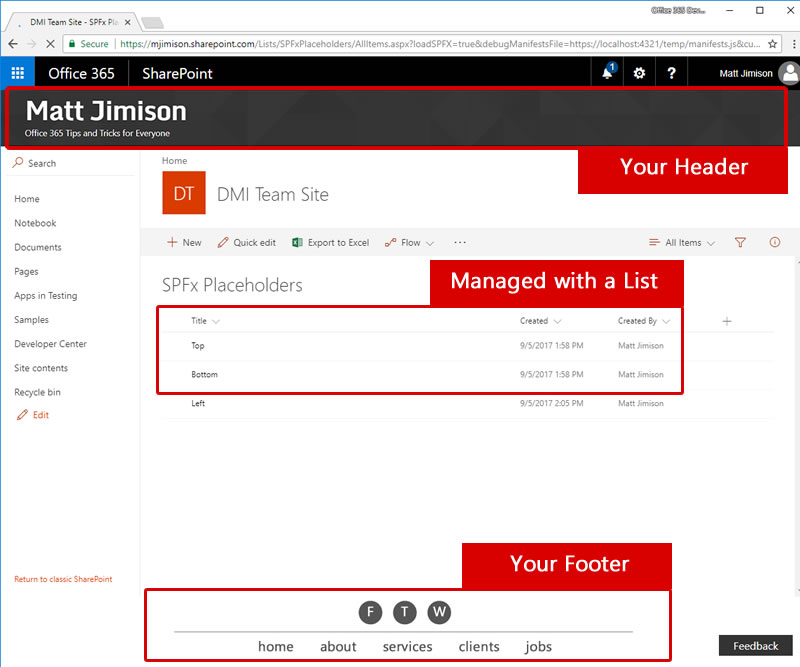 Office 365 Dev...
DMI Team Site - SPFx Pla
Secure https://mjimison.sharepoint.com/Lists/SPFxPlaceholders/AllItems.aspx?loadSPFX=true&debugManifestsFile=https://localhost:4321/temp/manifests.js&cu...
Office 365 SharePoint 1 ? Matt Jimison
Matt Jimison
Office 365 Tips and Tricks for Everyone
Your Header
Search
Home
Notebook
Documents
Pages
Apps in Testing
Samples
Developer Center
Site contents
Recycle bin
Edit
Return to classic SharePoint
Home
DT DMI Team Site
New Quick edit Export to Excel Flow ... All Items
SPFx Placeholders
Managed with a List
Title Created Created By
Top 9/5/2017 1:58 PM Matt Jimison
Bottom 9/5/2017 1:58 PM Matt Jimison
Left 9/5/2017 2:05 PM Matt Jimison
Your Footer
F T W
home about services clients jobs
Feedback